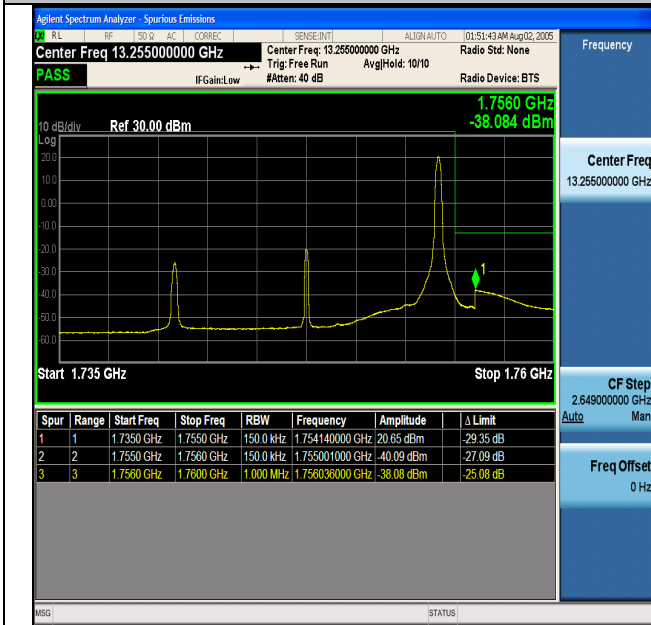 Agilent Spectrum Analyzer - Spurious Emissions
RL RF 50 Ω AC CORREC SENSE:INT ALIGNAUTO 01:51:43 AM Aug02, 2005
Center Freq 13.255000000 GHz
Center Freq: 13.255000000 GHz
Radio Std: None
Trig: Free Run Avg|Hold: 10/10
PASS
IFGain:Low
#Atten: 40 dB
Radio Device: BTS
1.7560 GHz
-38.084 dBm
10 dB/div Ref 30.00 dBm
Log
20.0
10.0
0.00
-10.0
-20.0
-30.0
-40.0
-50.0
-60.0
1
Start 1.735 GHz Stop 1.76 GHz
Spur Range Start Freq Stop Freq RBW Frequency Amplitude Δ Limit
1 1 1.7350 GHz 1.7550 GHz 150.0 kHz 1.754140000 GHz 20.65 dBm -29.35 dB
2 2 1.7550 GHz 1.7560 GHz 150.0 kHz 1.755001000 GHz -40.09 dBm -27.09 dB
3 3 1.7560 GHz 1.7600 GHz 1.000 MHz 1.756036000 GHz -38.08 dBm -25.08 dB
MSG STATUS
Frequency
Center Freq
13.255000000 GHz
CF Step
2.649000000 GHz
Auto Man
Freq Offset
0 Hz